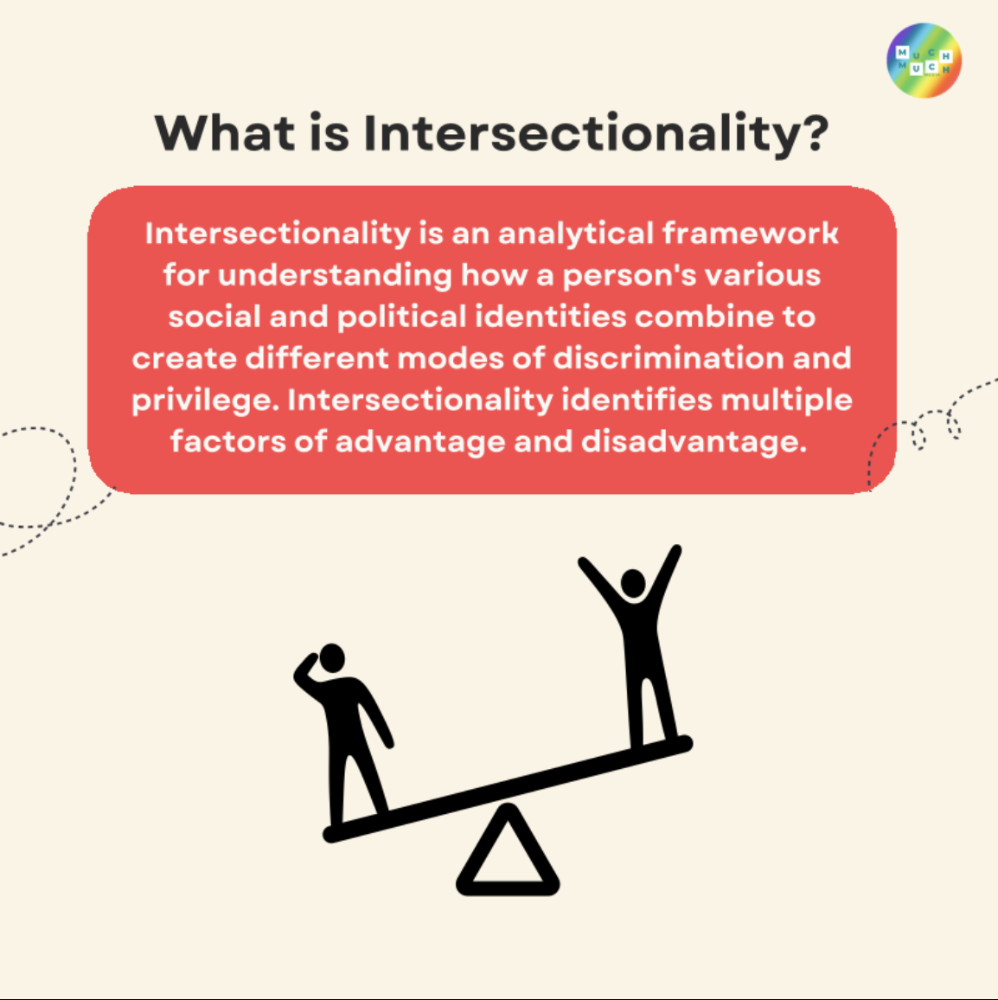 MUCH
MUCH
What is Intersectionality?
Intersectionality is an analytical framework
for understanding how a person's various
social and political identities combine to
create different modes of discrimination and
privilege. Intersectionality identifies multiple
factors of advantage and disadvantage.